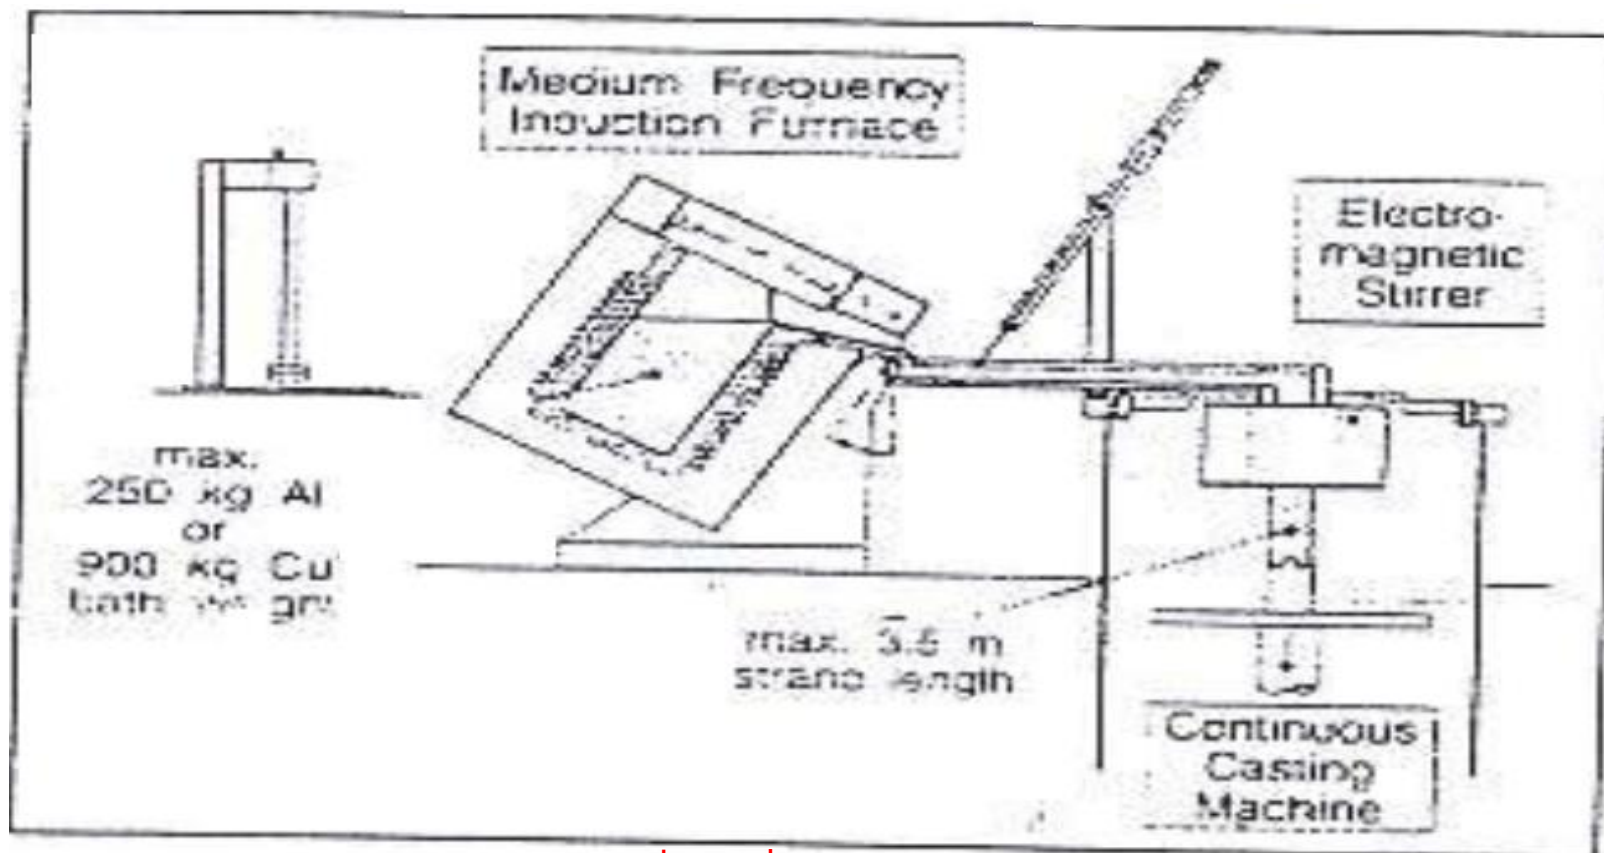 Medium Frequency
Induction Furnace
Electro-
magnetic
Stirrer
max.
250 kg Al
or
900 kg Cu
bath
max. 3.5 m
strand length
Continuous
Casting
Machine